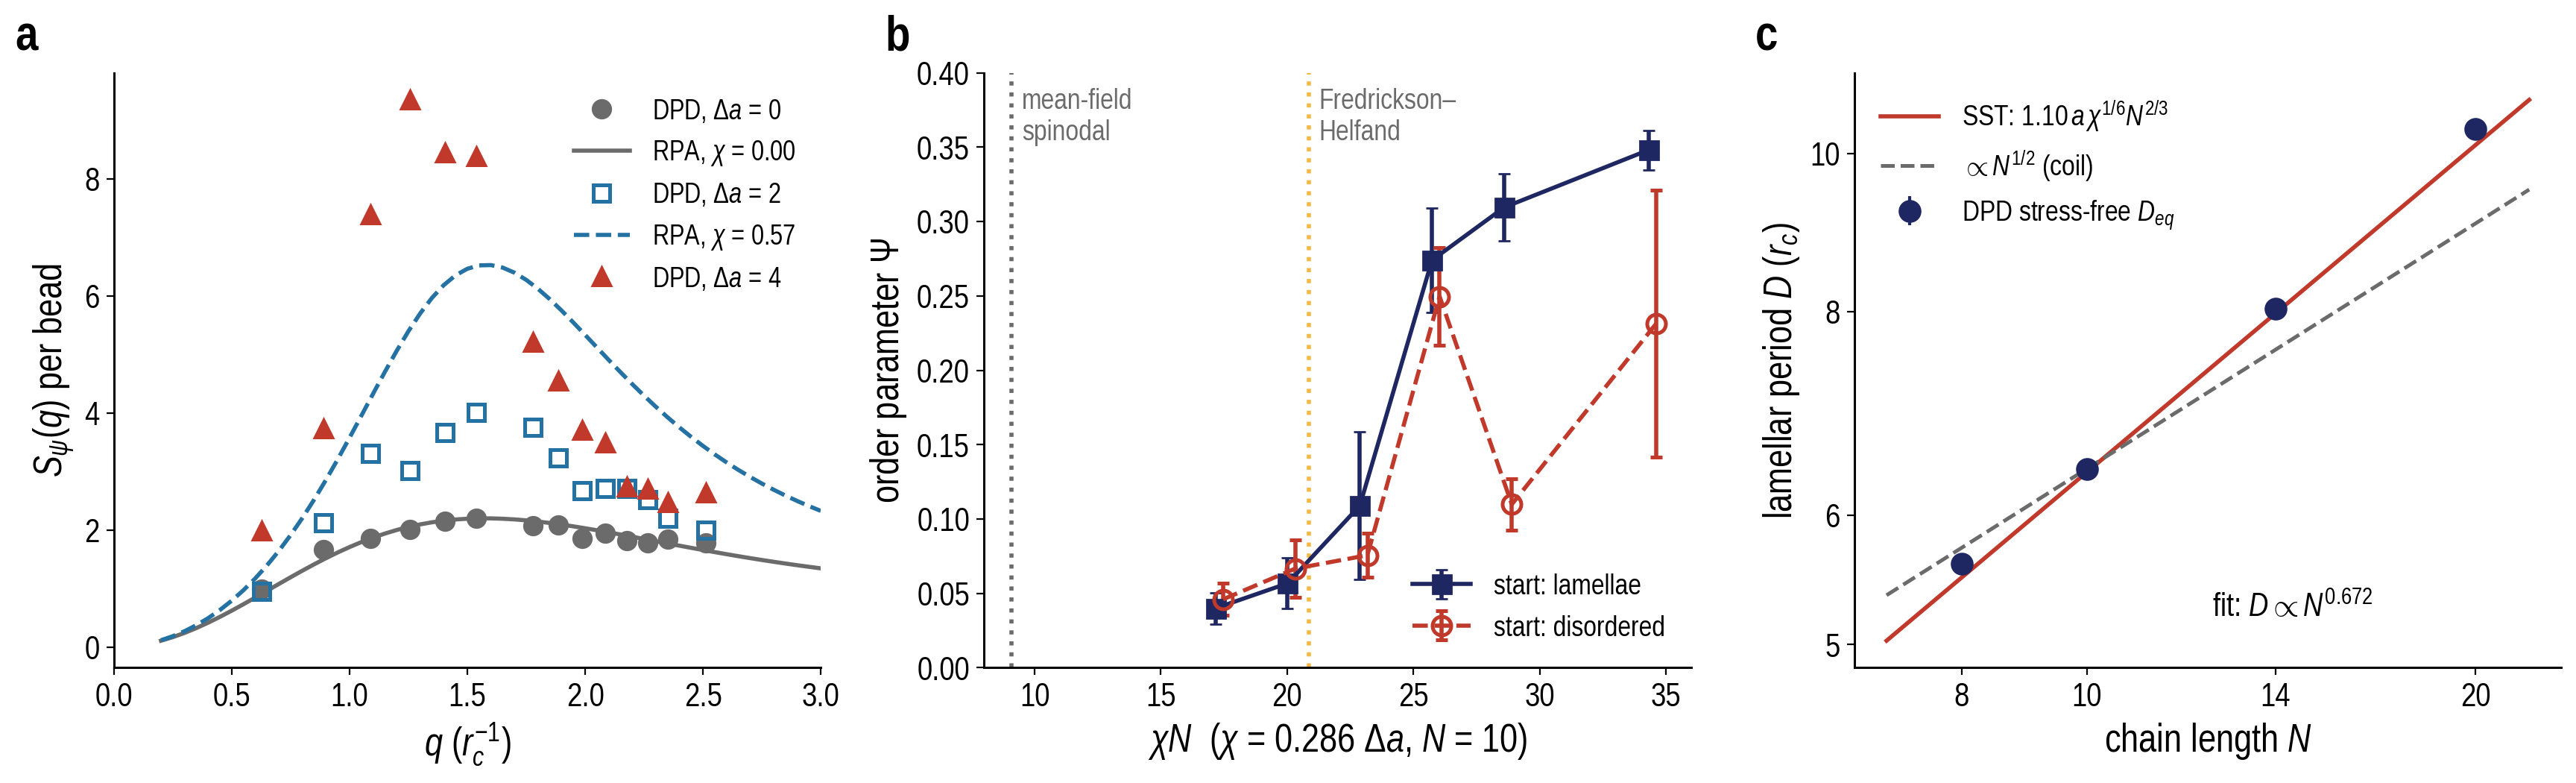 a
S_ψ(q) per bead
8
6
4
2
0
0.0 0.5 1.0 1.5 2.0 2.5 3.0
q (r_c^−1)
DPD, Δa = 0
RPA, χ = 0.00
DPD, Δa = 2
RPA, χ = 0.57
DPD, Δa = 4
b
order parameter Ψ
0.40
0.35
0.30
0.25
0.20
0.15
0.10
0.05
0.00
10 15 20 25 30 35
χN (χ = 0.286 Δa, N = 10)
mean-field
spinodal
Fredrickson–
Helfand
start: lamellae
start: disordered
c
lamellar period D (r_c)
10
8
6
5
8 10 14 20
chain length N
SST: 1.10 a χ^1/6 N^2/3
∝ N^1/2 (coil)
DPD stress-free D_eq
fit: D ∝ N^0.672